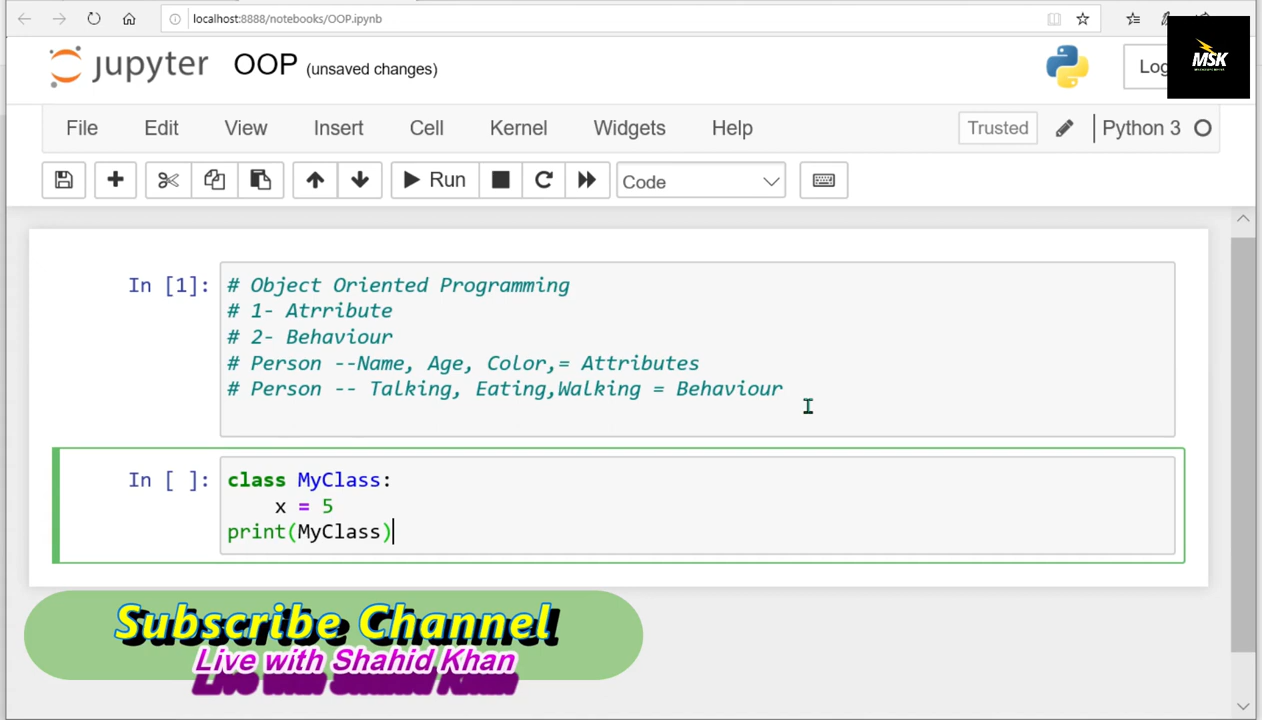 localhost:8888/notebooks/OOP.ipynb
MSK
jupyter OOP (unsaved changes)
File Edit View Insert Cell Kernel Widgets Help Trusted Python 3
Run Code
In [1]: # Object Oriented Programming
# 1- Atrribute
# 2- Behaviour
# Person --Name, Age, Color,= Attributes
# Person -- Talking, Eating,Walking = Behaviour
In [ ]: class MyClass:
x = 5
print(MyClass)
Subscribe Channel
Live with Shahid Khan